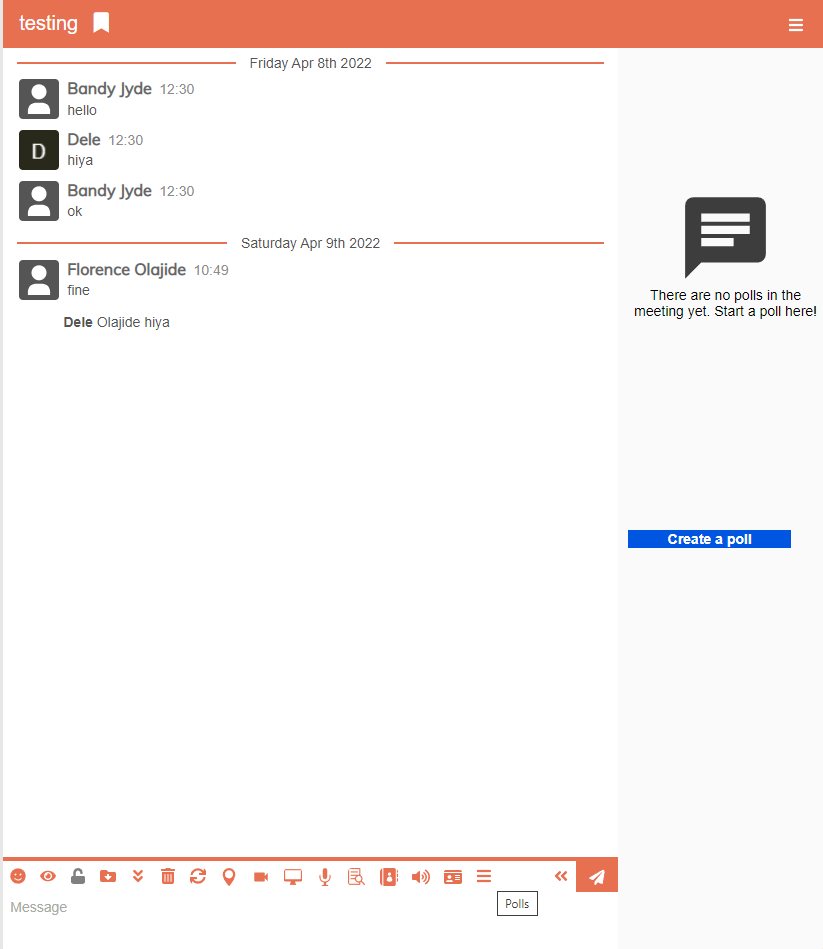 testing
Friday Apr 8th 2022
Bandy Jyde 12:30
hello
D
Dele 12:30
hiya
Bandy Jyde 12:30
ok
Saturday Apr 9th 2022
Florence Olajide 10:49
fine
Dele Olajide hiya
There are no polls in the
meeting yet. Start a poll here!
Create a poll
Message
Polls